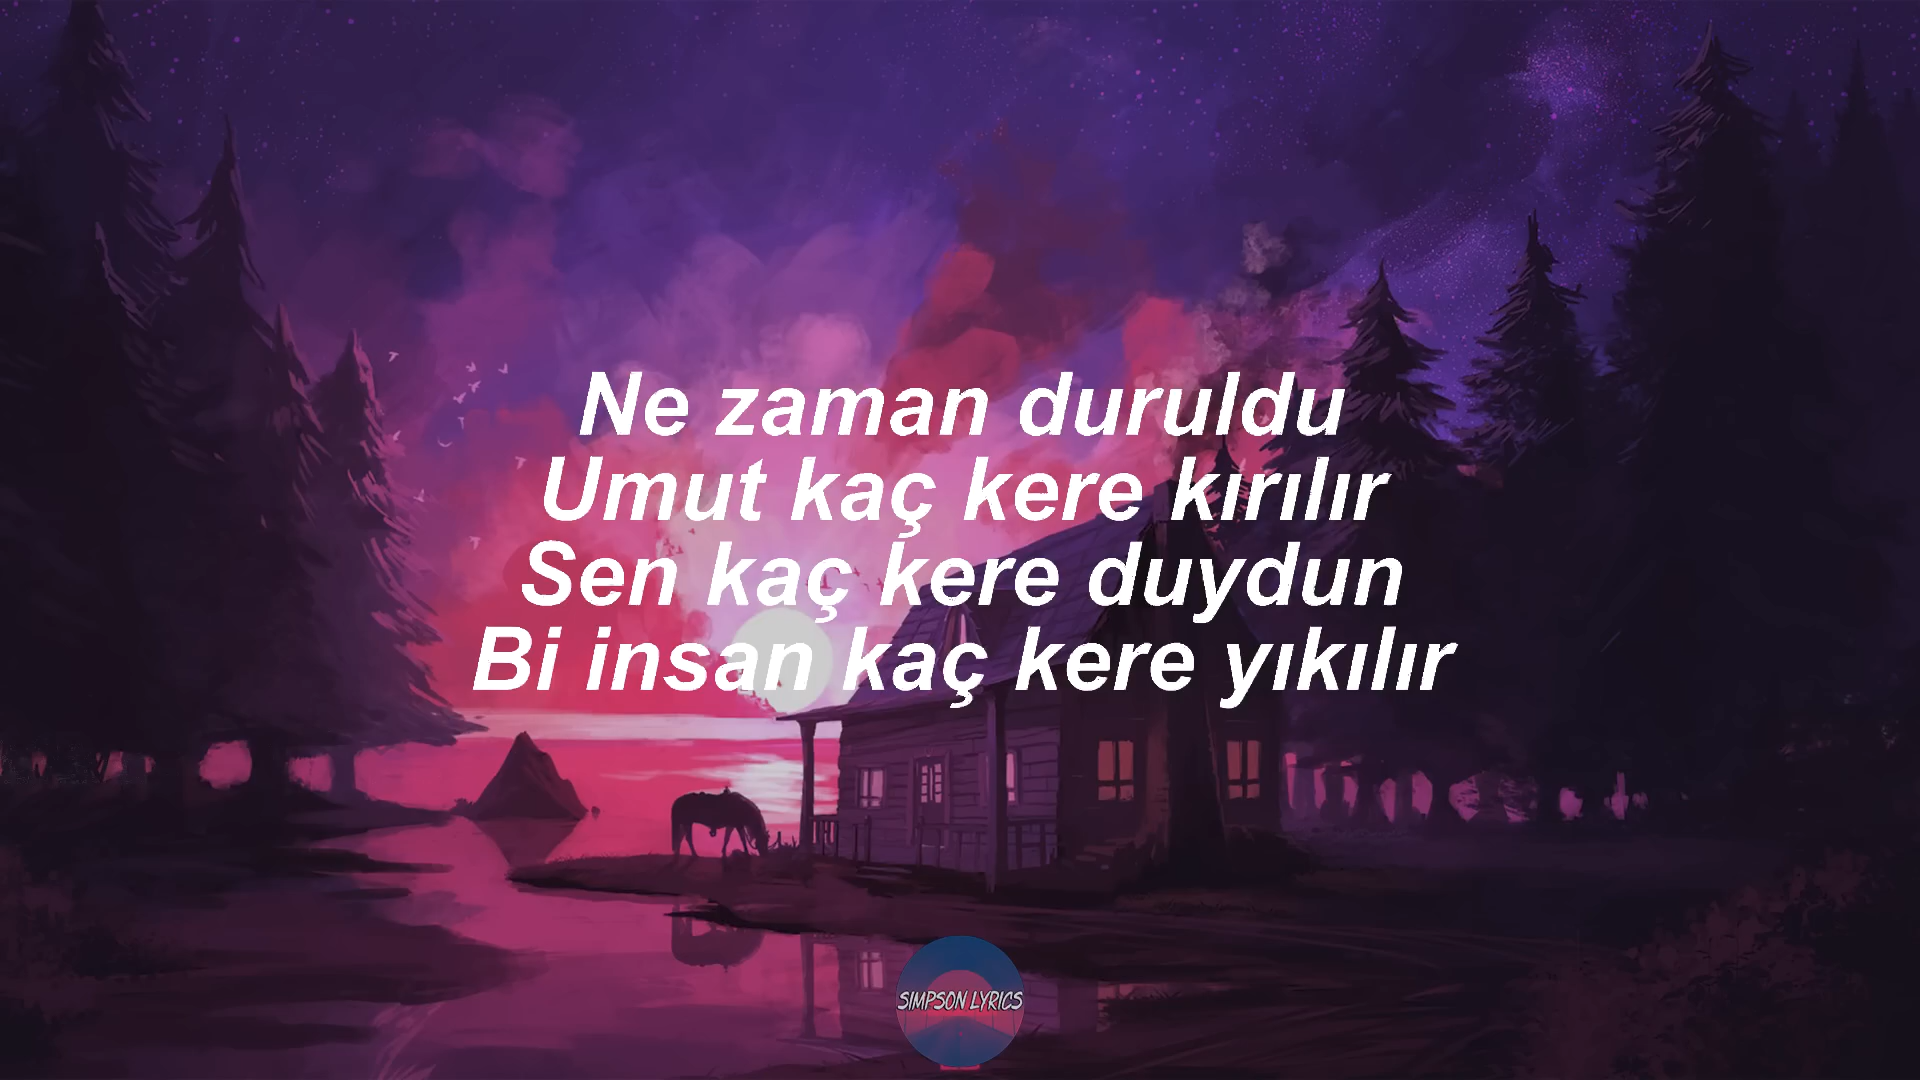 Ne zaman duruldu
Umut kaç kere kırılır
Sen kaç kere duydun
Bi insan kaç kere yıkılır
SIMPSON LYRICS